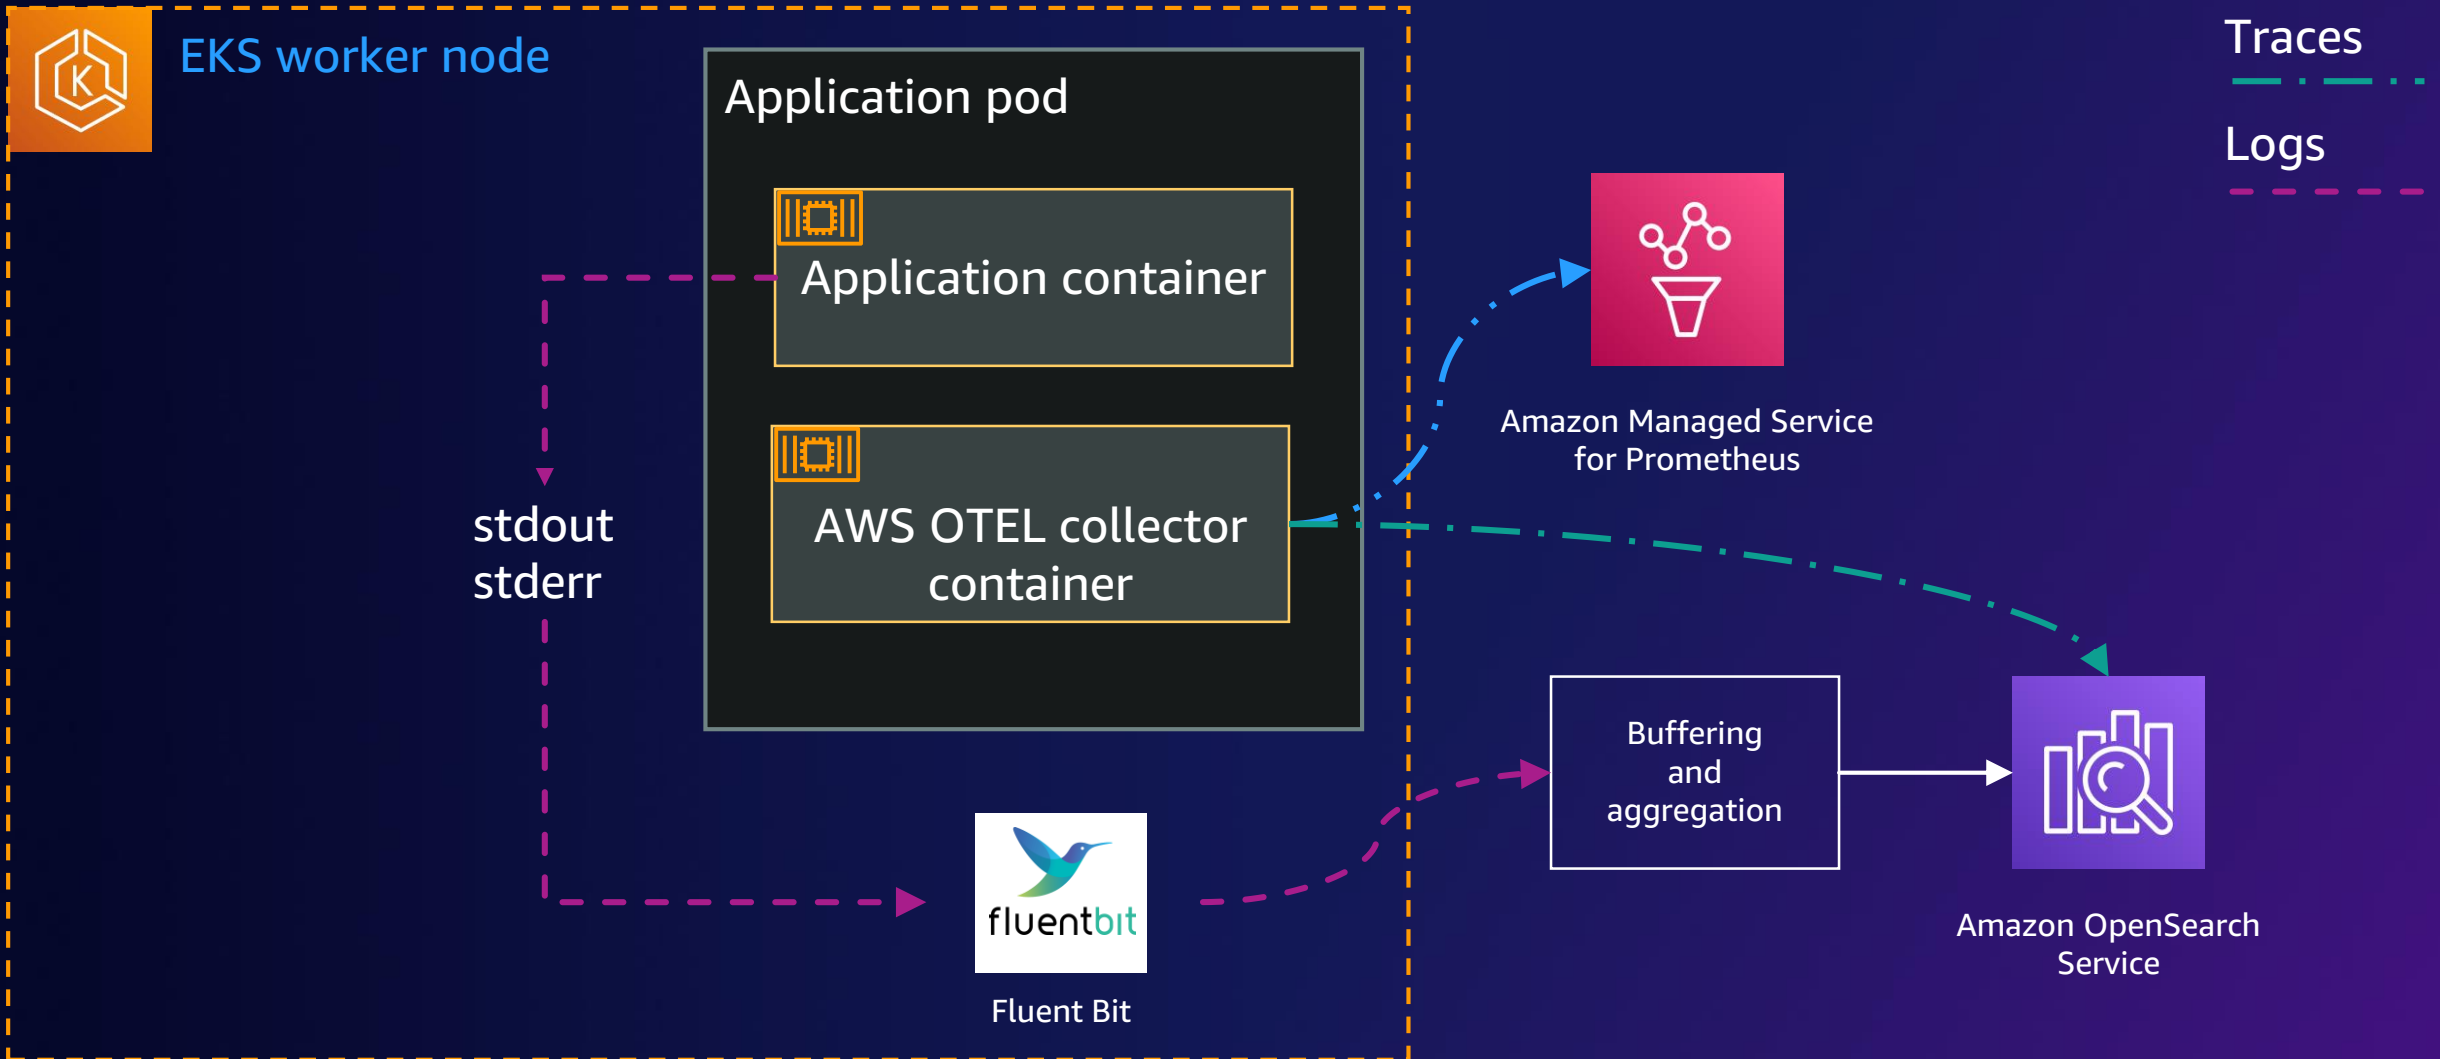 EKS worker node
Application pod
Application container
AWS OTEL collector
container
stdout
stderr
fluentbit
Fluent Bit
Traces
Logs
Amazon Managed Service
for Prometheus
Buffering
and
aggregation
Amazon OpenSearch
Service
K